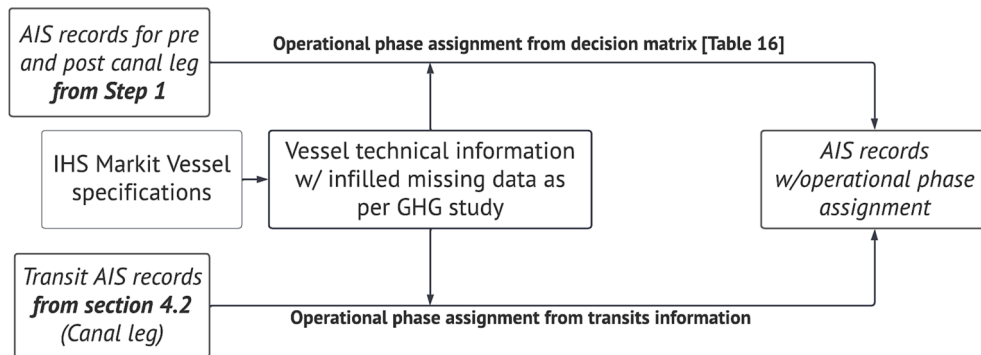 AIS records for pre
and post canal leg
from Step 1
Operational phase assignment from decision matrix [Table 16]
IHS Markit Vessel
specifications
Vessel technical information
w/ infilled missing data as
per GHG study
AIS records
w/operational phase
assignment
Transit AIS records
from section 4.2
(Canal leg)
Operational phase assignment from transits information